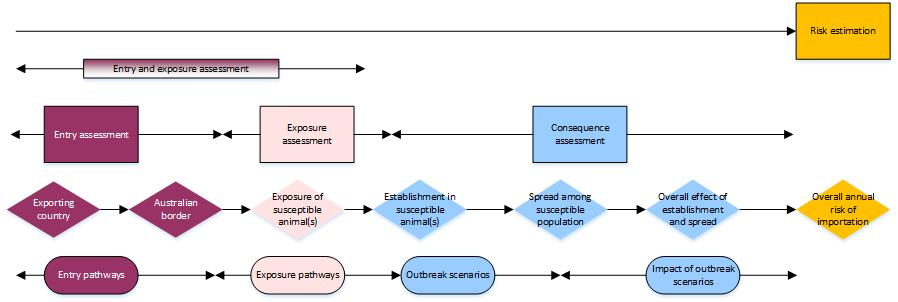 Risk estimation
Entry and exposure assessment
Entry assessment
Exposure
assessment
Consequence
assessment
Exporting
country
Australian
border
Exposure of
susceptible
animal(s)
Establishment in
susceptible
animal(s)
Spread among
susceptible
population
Overall effect of
establishment
and spread
Overall annual
risk of
importation
Entry pathways
Exposure pathways
Outbreak scenarios
Impact of outbreak
scenarios